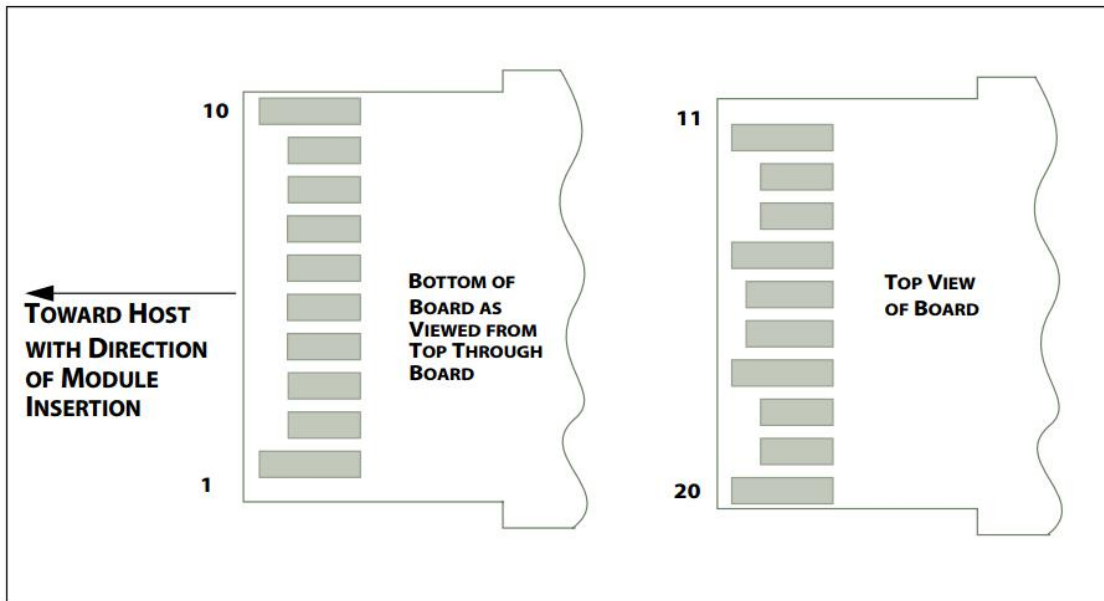 10
1
TOWARD HOST
WITH DIRECTION
OF MODULE
INSERTION
BOTTOM OF
BOARD AS
VIEWED FROM
TOP THROUGH
BOARD
11
20
TOP VIEW
OF BOARD